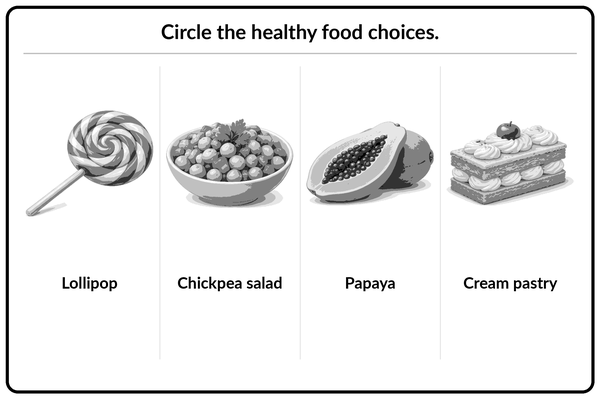 Circle the healthy food choices.
Lollipop
Chickpea salad
Papaya
Cream pastry